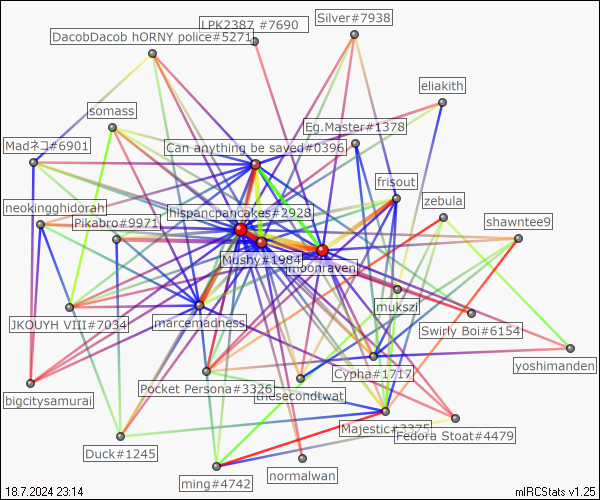 LPK2387 #7690
Silver#7938
DacobDacob hORNY police#5271
eliakith
somass
Eg.Master#1378
Madネコ#6901
Can anything be saved#0396
frisout
zebula
neokingghidorah
hispancpancakes#2928
Pikabro#9971
shawntee9
Mushy#1984
moonraven
mukszi
JKOUYH VIII#7034
marcemadness
Swirly Boi#6154
yoshimanden
Cypha#1717
Pocket Persona#3326
thesecondtwat
bigcitysamurai
Majestic#3375
Fedora Stoat#4479
Duck#1245
normalwan
ming#4742
18.7.2024 23:14
mIRCStats v1.25